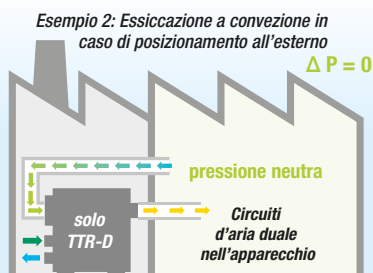 Esempio 2: Essiccazione a convezione in
caso di posizionamento all'esterno
Δ P = 0
pressione neutra
solo
TTR-D
Circuiti
d'aria duale
nell'apparecchio